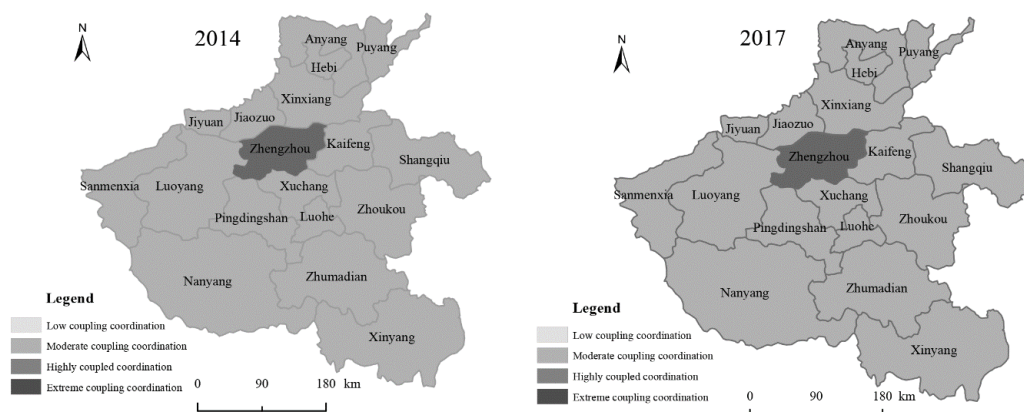 N
2014
Anyang
Puyang
Hebi
Xinxiang
Jiyuan
Jiaozuo
Zhengzhou
Kaifeng
Shangqiu
Sanmenxia
Luoyang
Xuchang
Pingdingshan
Luohe
Zhoukou
Nanyang
Zhumadian
Xinyang
Legend
Low coupling coordination
Moderate coupling coordination
Highly coupled coordination
Extreme coupling coordination
0 90 180 km
N
2017
Anyang
Puyang
Hebi
Xinxiang
Jiyuan
Jiaozuo
Zhengzhou
Kaifeng
Shangqiu
Sanmenxia
Luoyang
Xuchang
Pingdingshan
Luohe
Zhoukou
Nanyang
Zhumadian
Xinyang
Legend
Low coupling coordination
Moderate coupling coordination
Highly coupled coordination
Extreme coupling coordination
0 90 180 km